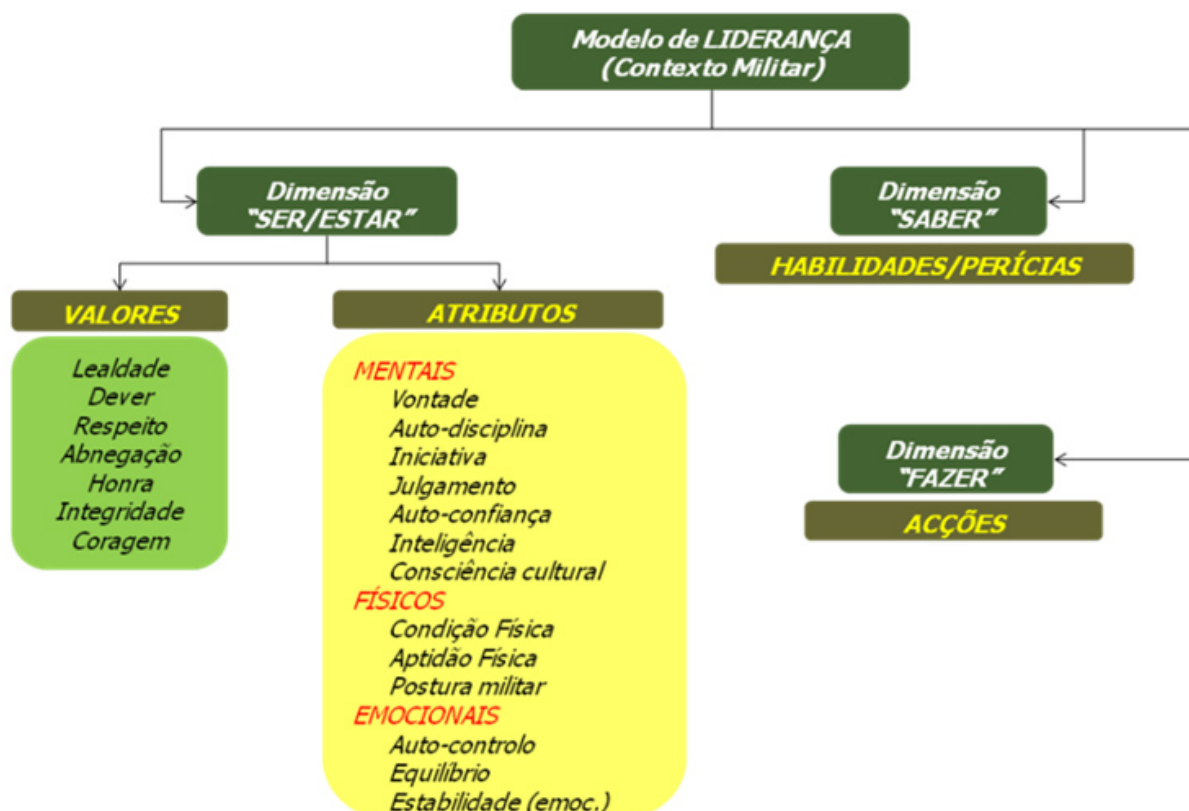 Modelo de LIDERANÇA
(Contexto Militar)
Dimensão
"SER/ESTAR"
Dimensão
"SABER"
HABILIDADES/PERÍCIAS
VALORES
Lealdade
Dever
Respeito
Abnegação
Honra
Integridade
Coragem
ATRIBUTOS
MENTAIS
Vontade
Auto-disciplina
Iniciativa
Julgamento
Auto-confiança
Inteligência
Consciência cultural
FÍSICOS
Condição Física
Aptidão Física
Postura militar
EMOCIONAIS
Auto-controlo
Equilíbrio
Estabilidade (emoc.)
Dimensão
"FAZER"
ACÇÕES